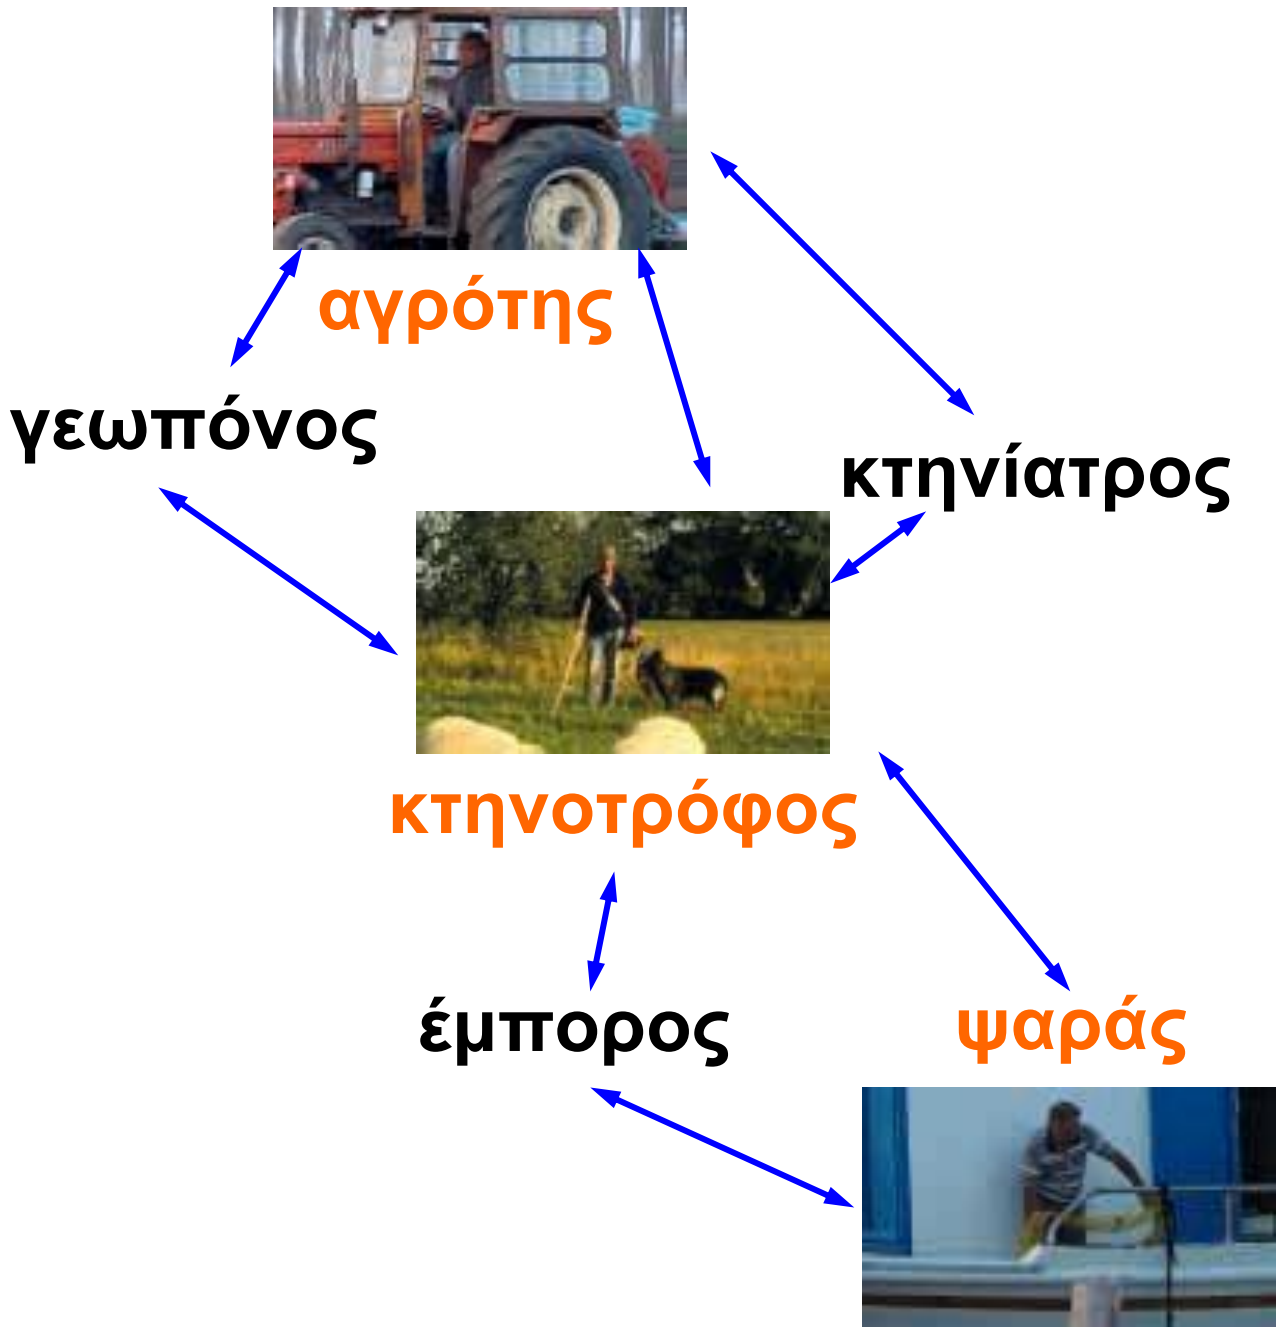 αγρότης
γεωπόνος
κτηνίατρος
κτηνοτρόφος
έμπορος
ψαράς